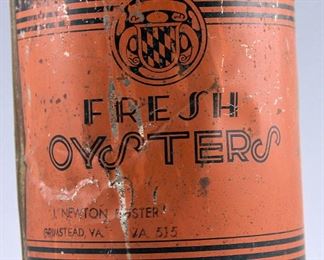 FRESH
OYSTERS
J. NEWTON FOSTER
GRIMSTEAD, VA. VA. 515